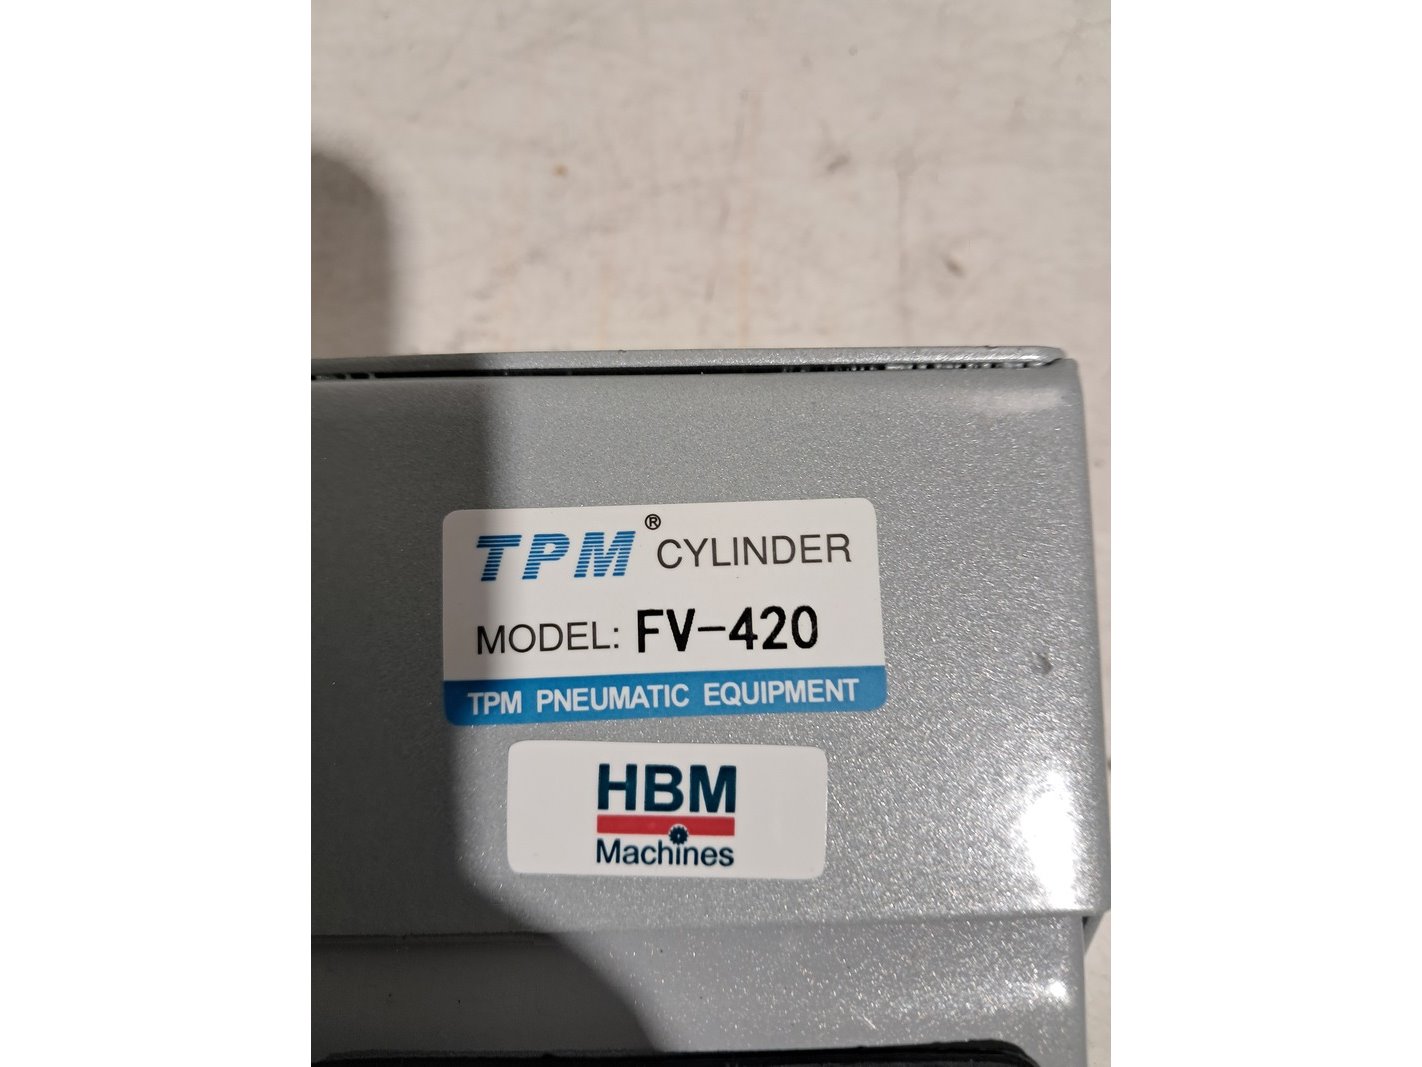 TPM® CYLINDER
MODEL: FV-420
TPM PNEUMATIC EQUIPMENT
HBM
Machines